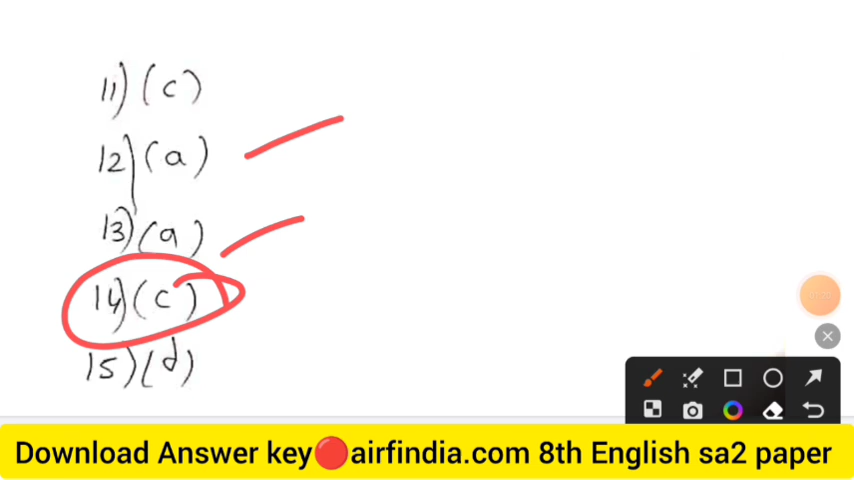 11) (c)
12) (a)
13) (a)
14) (c)
15) (d)
Download Answer key🔴airfindia.com 8th English sa2 paper